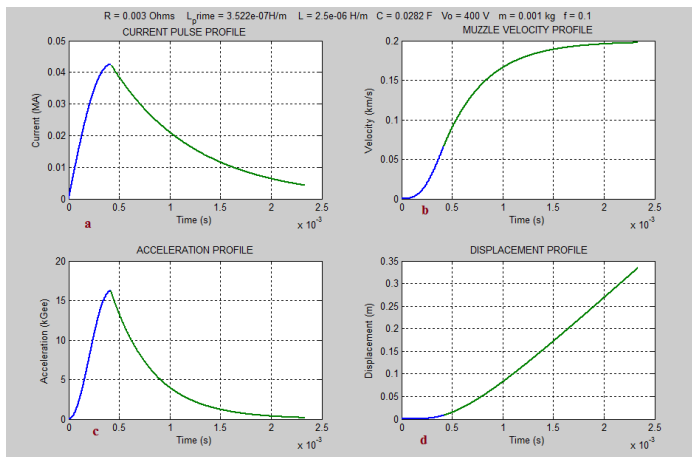 R = 0.003 Ohms L_prime = 3.522e-07H/m L = 2.5e-06 H/m C = 0.0282 F Vo = 400 V m = 0.001 kg f = 0.1
CURRENT PULSE PROFILE
0.05
0.04
0.03
0.02
0.01
0
Current (MA)
0 0.5 1 1.5 2 2.5
Time (s)
x 10-3
a
MUZZLE VELOCITY PROFILE
0.2
0.15
0.1
0.05
0
Velocity (km/s)
0 0.5 1 1.5 2 2.5
Time (s)
x 10-3
b
ACCELERATION PROFILE
20
15
10
5
0
Acceleration (kGee)
0 0.5 1 1.5 2 2.5
Time (s)
x 10-3
c
DISPLACEMENT PROFILE
0.35
0.3
0.25
0.2
0.15
0.1
0.05
0
Displacement (m)
0 0.5 1 1.5 2 2.5
Time (s)
x 10-3
d